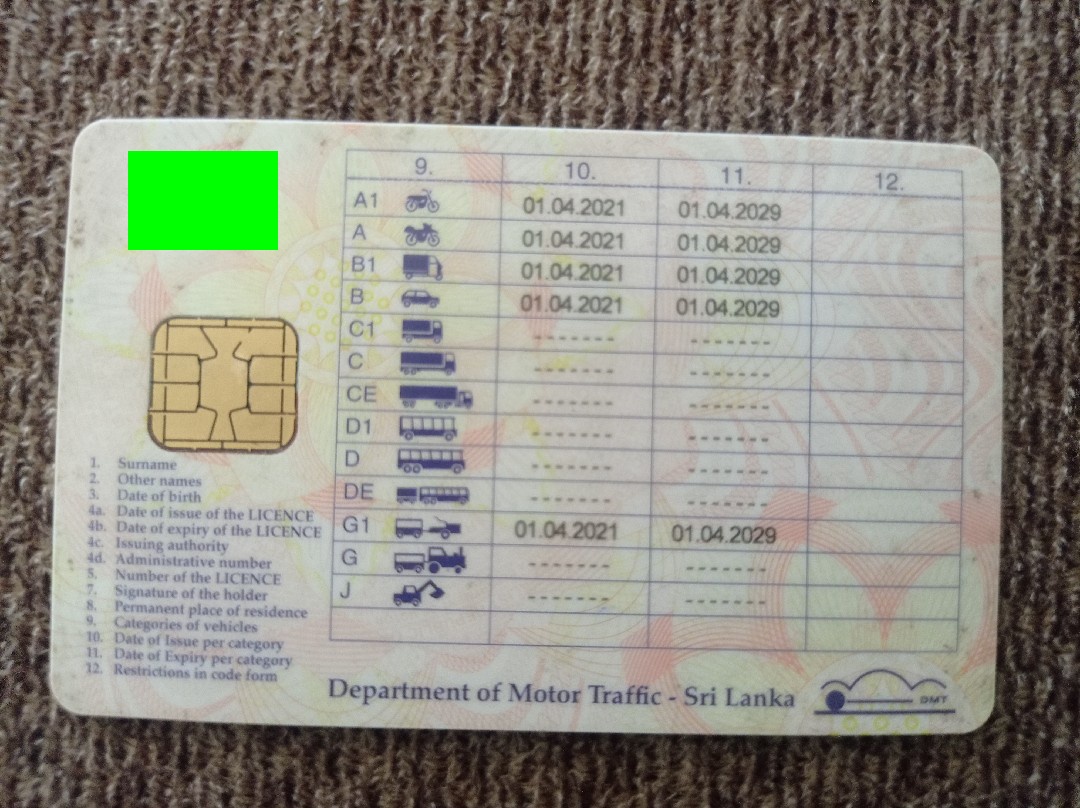 9. 10. 11. 12.
A1 01.04.2021 01.04.2029
A 01.04.2021 01.04.2029
B1 01.04.2021 01.04.2029
B 01.04.2021 01.04.2029
C1 ------- -------
C ------- -------
CE ------- -------
D1 ------- -------
D ------- -------
DE ------- -------
G1 01.04.2021 01.04.2029
G ------- -------
J ------- -------
1. Surname
2. Other names
3. Date of birth
4a. Date of issue of the LICENCE
4b. Date of expiry of the LICENCE
4c. Issuing authority
4d. Administrative number
5. Number of the LICENCE
7. Signature of the holder
8. Permanent place of residence
9. Categories of vehicles
10. Date of Issue per category
11. Date of Expiry per category
12. Restrictions in code form
Department of Motor Traffic - Sri Lanka
DMT